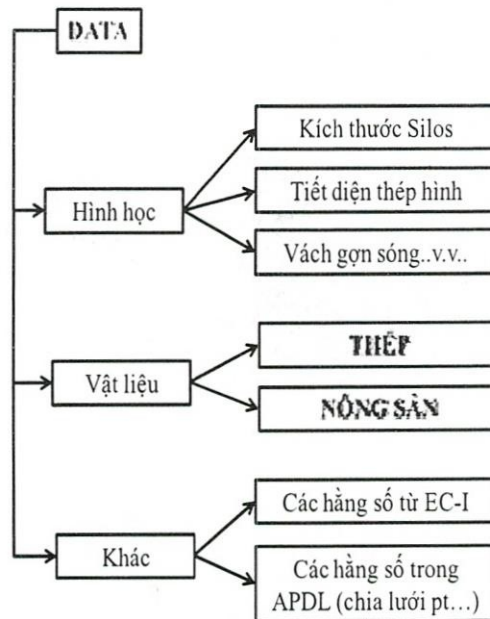 DATA
Hình học
Kích thước Silos
Tiết diện thép hình
Vách gợn sóng..v.v..
Vật liệu
THÉP
NÔNG SẢN
Khác
Các hằng số từ EC-I
Các hằng số trong
APDL (chia lưới pt...)